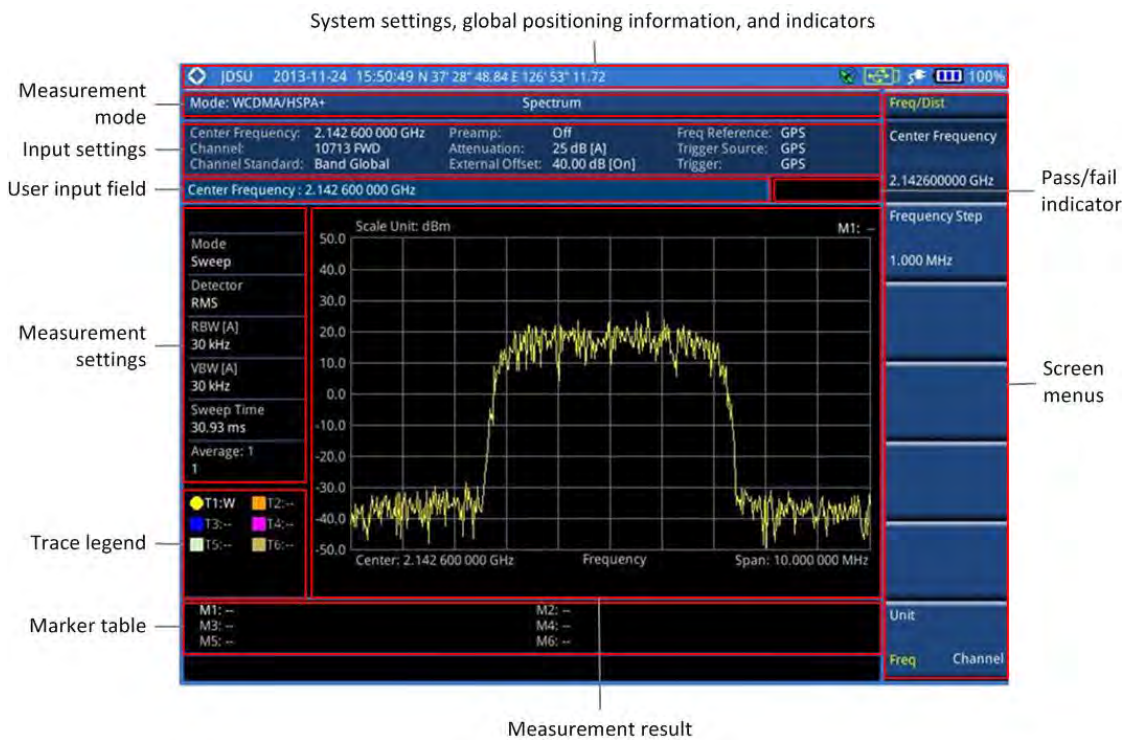 System settings, global positioning information, and indicators
JDSU 2013-11-24 15:50:49 N 37' 28" 48.84 E 126' 53" 11.72 100%
Measurement
mode
Mode: WCDMA/HSPA+ Spectrum
Freq/Dist
Input settings
Center Frequency: 2.142 600 000 GHz Preamp: Off Freq Reference: GPS
Channel: 10713 FWD Attenuation: 25 dB [A] Trigger Source: GPS
Channel Standard: Band Global External Offset: 40.00 dB [On] Trigger: GPS
User input field
Center Frequency : 2.142 600 000 GHz
Pass/fail
indicator
Center Frequency
2.142600000 GHz
Frequency Step
1.000 MHz
Measurement
settings
Mode
Sweep
Detector
RMS
RBW [A]
30 kHz
VBW [A]
30 kHz
Sweep Time
30.93 ms
Average: 1
1
Scale Unit: dBm M1: --
50.0
40.0
30.0
20.0
10.0
0.0
-10.0
-20.0
-30.0
-40.0
-50.0
Center: 2.142 600 000 GHz Frequency Span: 10.000 000 MHz
Screen
menus
Trace legend
T1:W T2:--
T3:-- T4:--
T5:-- T6:--
Marker table
M1: -- M2: --
M3: -- M4: --
M5: -- M6: --
Unit
Freq Channel
Measurement result